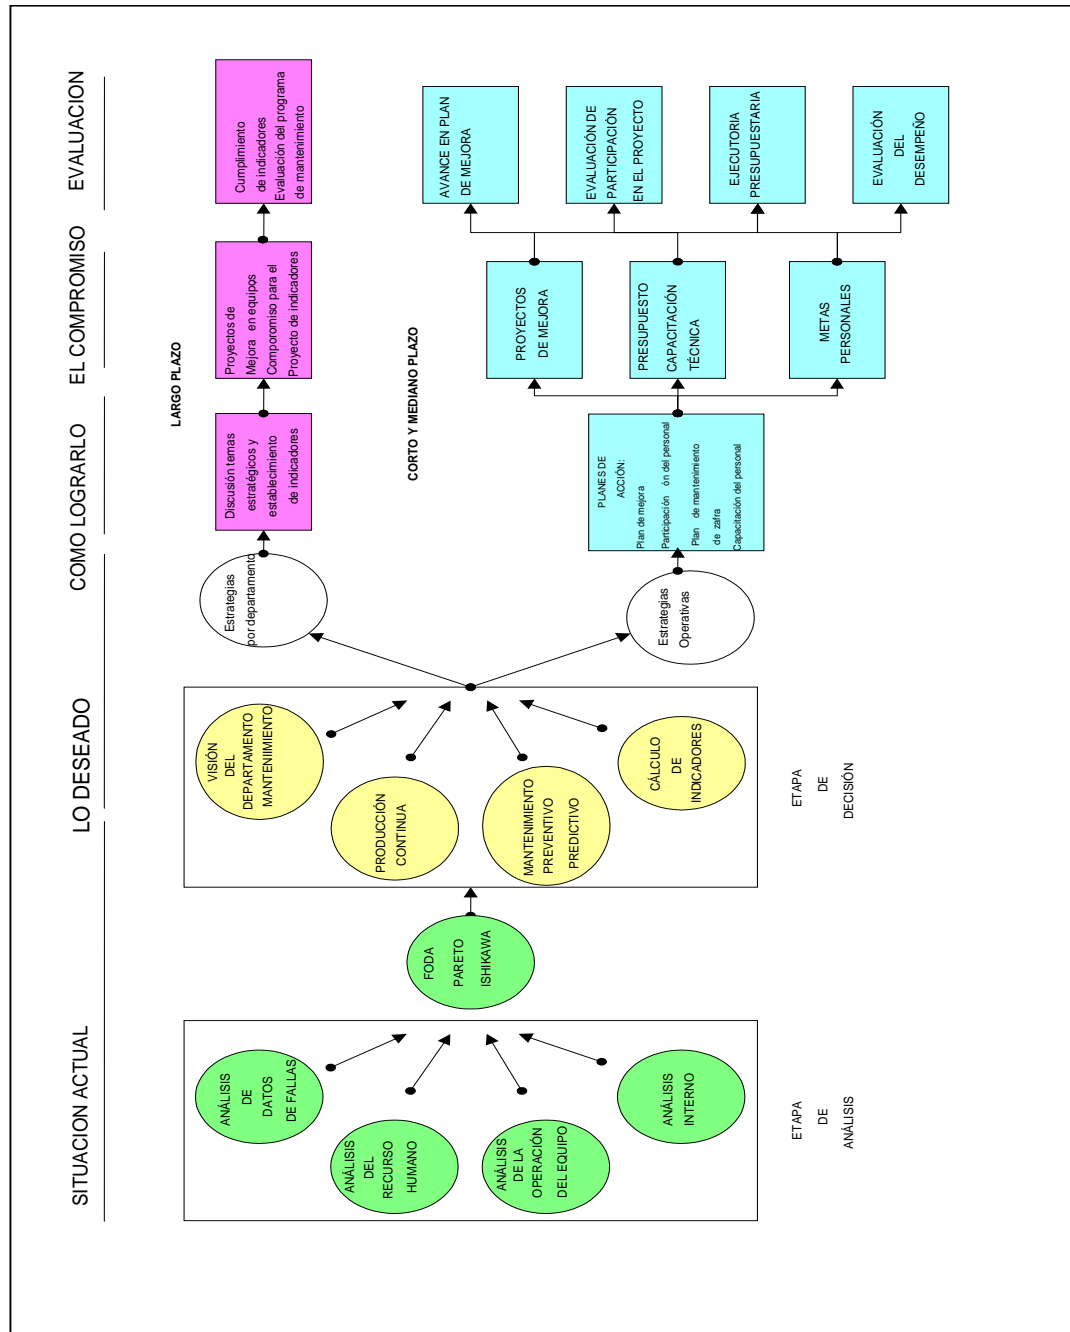 SITUACION ACTUAL
LO DESEADO
COMO LOGRARLO
EL COMPROMISO
EVALUACION
ANÁLISIS
DE
DATOS
DE FALLAS
ANÁLISIS
DEL
RECURSO
HUMANO
ANÁLISIS
DE LA
OPERACIÓN
DEL EQUIPO
ANÁLISIS
INTERNO
ETAPA
DE
ANÁLISIS
FODA
PARETO
ISHIKAWA
VISIÓN
DEL
DEPARTAMENTO
MANTENIIMIENTO
PRODUCCIÓN
CONTINUA
MANTENIMIENTO
PREVENTIVO
PREDICTIVO
CÁLCULO
DE
INDICADORES
ETAPA
DE
DECISIÓN
Estrategias
por departamento
Estrategias
Operativas
LARGO PLAZO
Discusión temas
estratégicos y
establecimiento
de indicadores
Proyectos de
Mejora en equipos
Compromiso para el
Proyecto de indicadores
Cumplimiento
de indicadores
Evaluación del programa
de mantenimiento
CORTO Y MEDIANO PLAZO
PLANES DE
ACCIÓN:
Plan de mejora
Participación ón del personal
Plan de mantenimiento
de zafra
Capacitación del personal
PROYECTOS
DE MEJORA
PRESUPUESTO
CAPACITACIÓN
TÉCNICA
METAS
PERSONALES
AVANCE EN PLAN
DE MEJORA
EVALUACIÓN DE
PARTICIPACIÓN
EN EL PROYECTO
EJECUTORIA
PRESUPUESTARIA
EVALUACIÓN
DEL
DESEMPEÑO